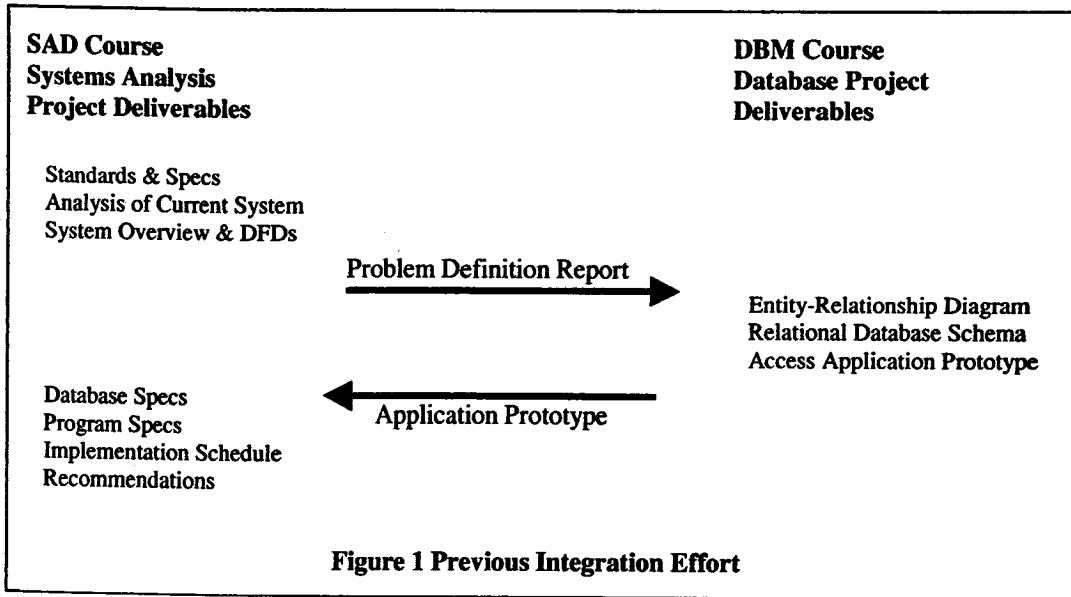 SAD Course
Systems Analysis
Project Deliverables
DBM Course
Database Project
Deliverables
Standards & Specs
Analysis of Current System
System Overview & DFDs
Problem Definition Report
Entity-Relationship Diagram
Relational Database Schema
Access Application Prototype
Application Prototype
Database Specs
Program Specs
Implementation Schedule
Recommendations
Figure 1 Previous Integration Effort